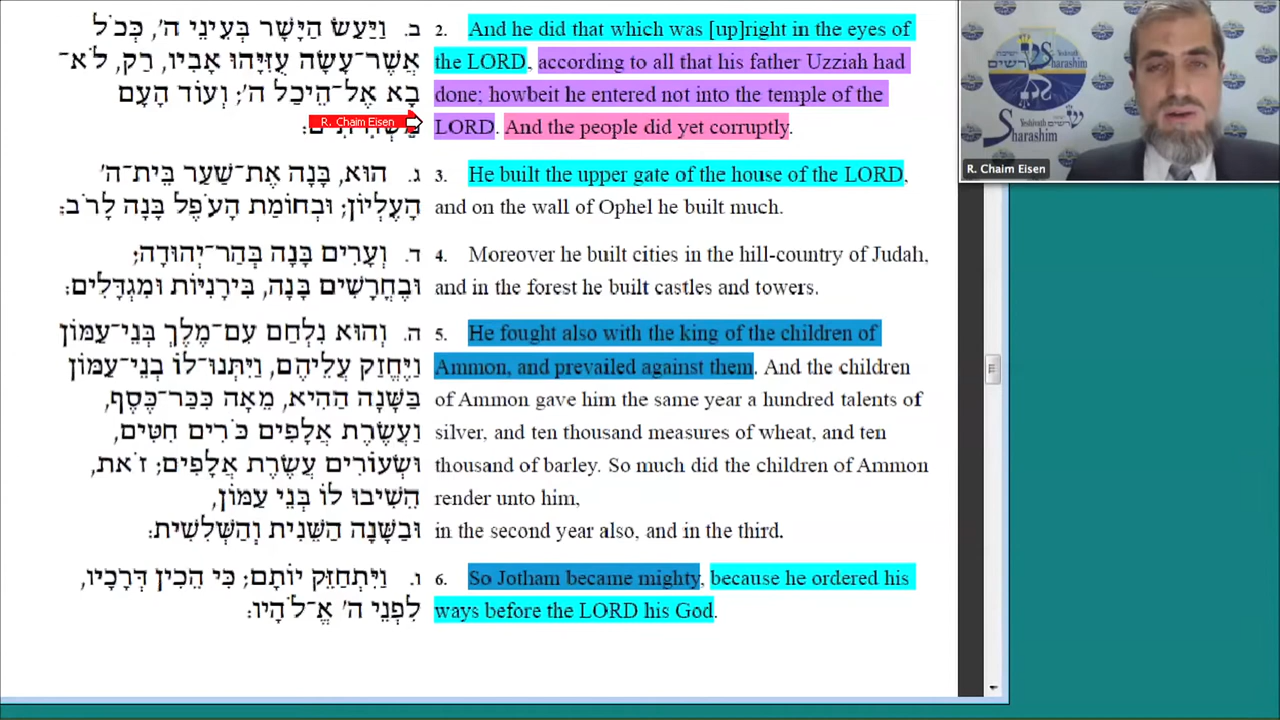 ב. וַיַּעַשׂ הַיָּשָׁר בְּעֵינֵי ה', כְּכֹל
אֲשֶׁר־עָשָׂה עֻזִּיָּהוּ אָבִיו, רַק, לֹא־
בָא אֶל־הֵיכַל ה'; וְעוֹד הָעָם
מַשְׁחִיתִים:
R. Chaim Eisen
2. And he did that which was [up]right in the eyes of
the LORD, according to all that his father Uzziah had
done; howbeit he entered not into the temple of the
LORD. And the people did yet corruptly.
ג. הוּא, בָּנָה אֶת־שַׁעַר בֵּית־ה'
הָעֶלְיוֹן; וּבְחוֹמַת הָעֹפֶל בָּנָה לָרֹב:
3. He built the upper gate of the house of the LORD,
and on the wall of Ophel he built much.
ד. וְעָרִים בָּנָה בְּהַר־יְהוּדָה;
וּבֶחֳרָשִׁים בָּנָה, בִּירָנִיּוֹת וּמִגְדָּלִים:
4. Moreover he built cities in the hill-country of Judah,
and in the forest he built castles and towers.
ה. וְהוּא נִלְחַם עִם־מֶלֶךְ בְּנֵי־עַמּוֹן
וַיֶּחֱזַק עֲלֵיהֶם, וַיִּתְּנוּ־לוֹ בְנֵי־עַמּוֹן
בַּשָּׁנָה הַהִיא, מֵאָה כִּכַּר־כֶּסֶף,
וַעֲשֶׂרֶת אֲלָפִים כֹּרִים חִטִּים,
וּשְׂעוֹרִים עֲשֶׂרֶת אֲלָפִים; זֹאת,
הֵשִׁיבוּ לוֹ בְּנֵי עַמּוֹן,
וּבַשָּׁנָה הַשֵּׁנִית וְהַשְּׁלִשִׁית:
5. He fought also with the king of the children of
Ammon, and prevailed against them. And the children
of Ammon gave him the same year a hundred talents of
silver, and ten thousand measures of wheat, and ten
thousand of barley. So much did the children of Ammon
render unto him,
in the second year also, and in the third.
ו. וַיִּתְחַזֵּק יוֹתָם; כִּי הֵכִין דְּרָכָיו,
לִפְנֵי ה' אֱ־לֹהָיו:
6. So Jotham became mighty, because he ordered his
ways before the LORD his God.
Yeshivath
Sharashim
R. Chaim Eisen